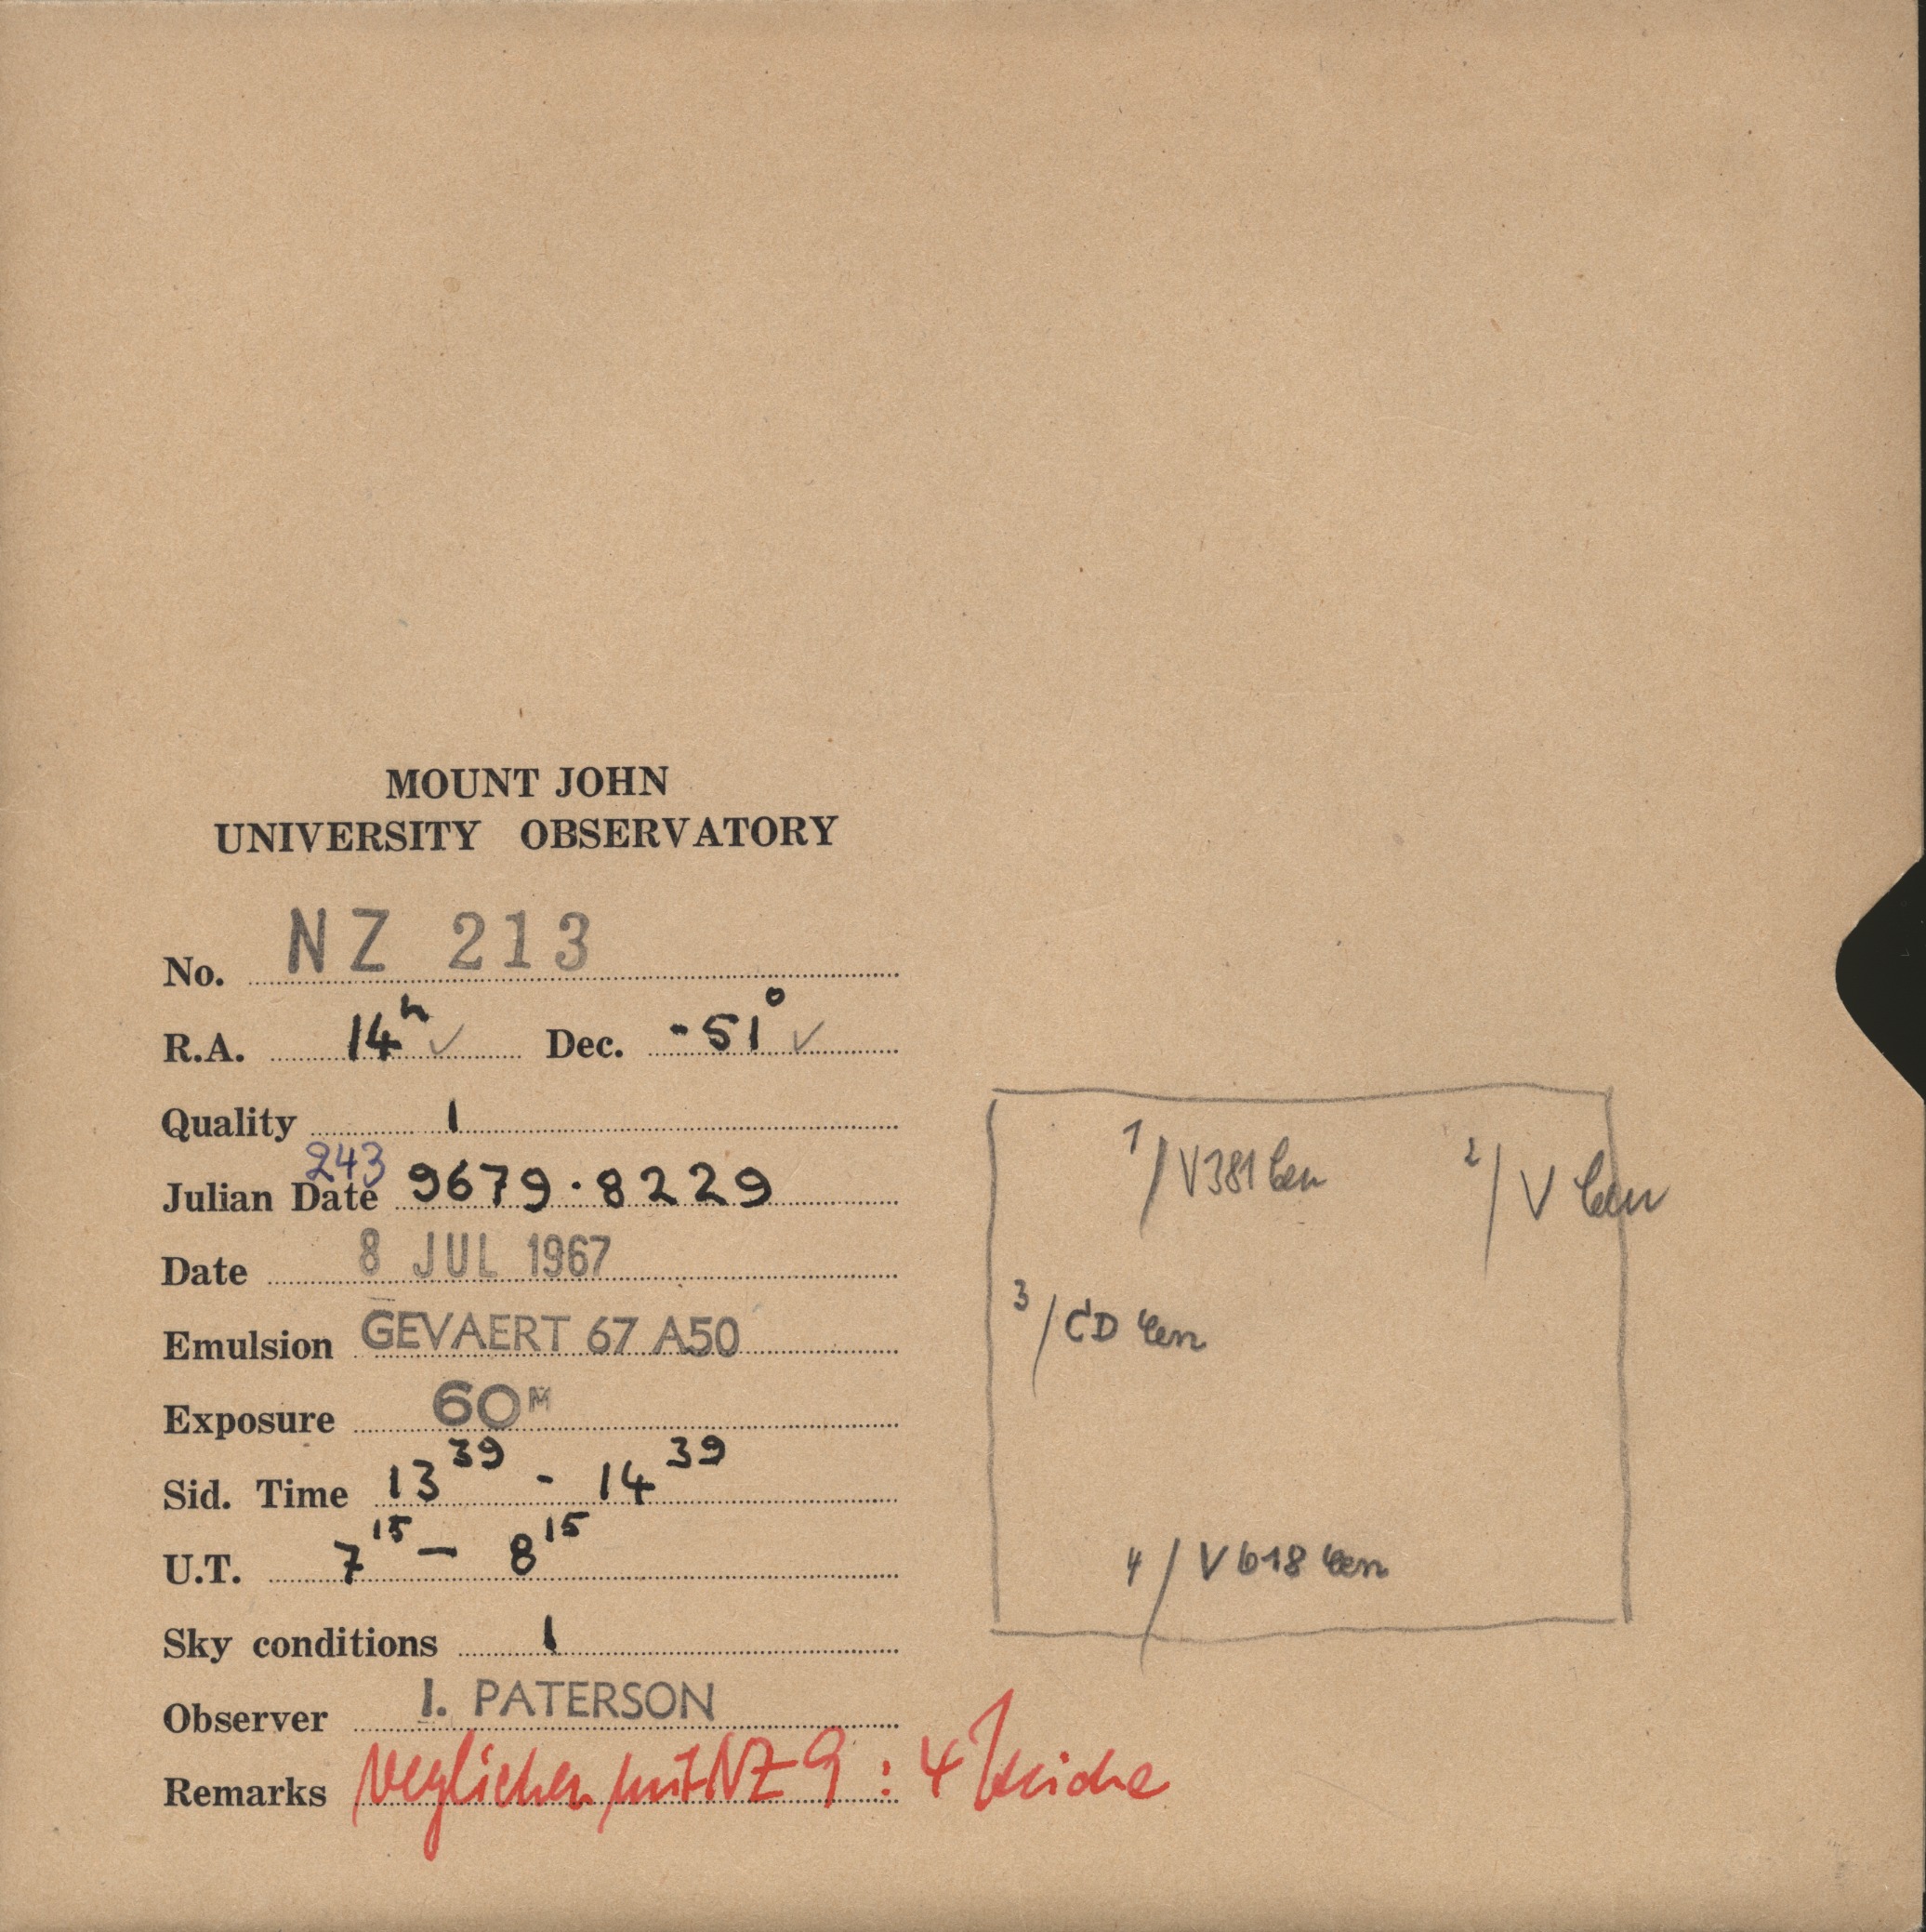 MOUNT JOHN
UNIVERSITY OBSERVATORY
No. NZ 213
R.A. 14h ✓ Dec. -51° ✓
Quality 1
243
Julian Date 9679.8229
Date 8 JUL 1967
Emulsion GEVAERT 67 A50
Exposure 60M
Sid. Time 13 39 - 14 39
U.T. 7 15 - 8 15
Sky conditions 1
Observer I. PATERSON
Remarks Verglichen mit NZ 9 : 4 Striche
1/ V381 Cen
2/ V Cen
3/ CD Cen
4/ V618 Cen